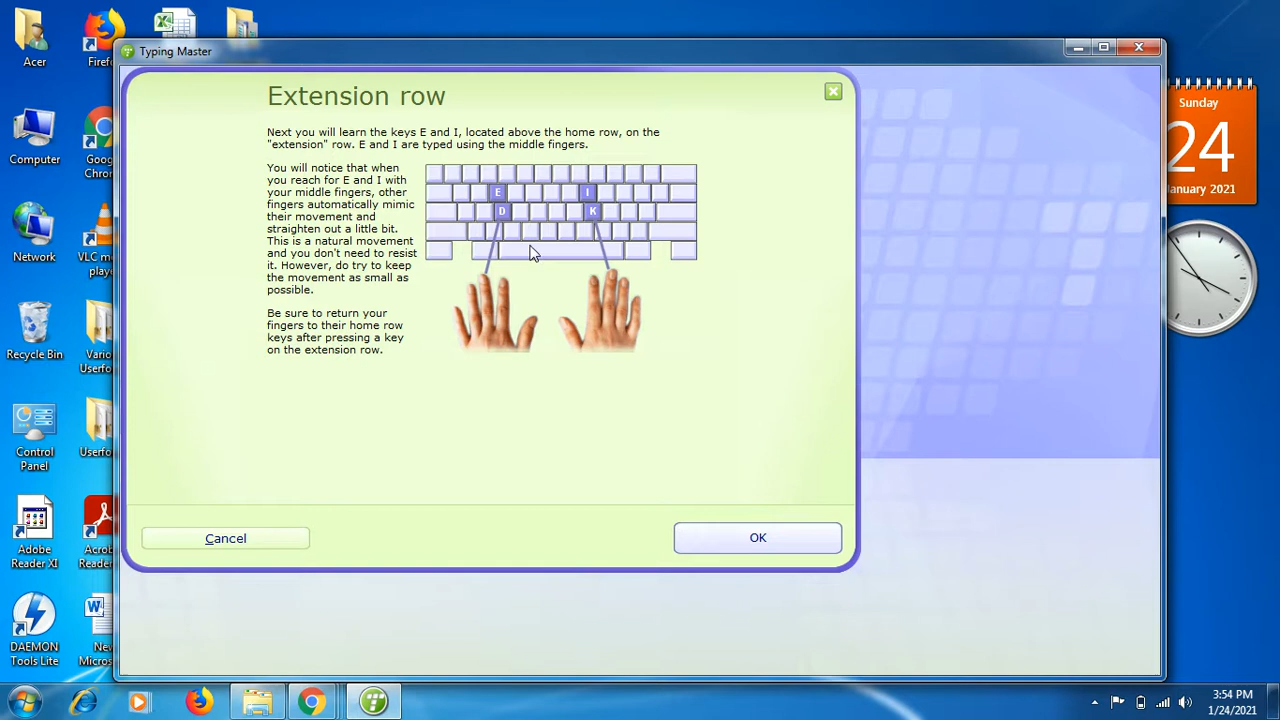 Typing Master
Extension row
Next you will learn the keys E and I, located above the home row, on the
"extension" row. E and I are typed using the middle fingers.
You will notice that when
you reach for E and I with
your middle fingers, other
fingers automatically mimic
their movement and
straighten out a little bit.
This is a natural movement
and you don't need to resist
it. However, do try to keep
the movement as small as
possible.
Be sure to return your
fingers to their home row
keys after pressing a key
on the extension row.
E I
D K
Cancel
OK
Acer
Firef
Computer
Goog
Chron
Network
VLC m
playe
Recycle Bin
Vario
Userfo
Control
Panel
Userfo
Adobe
Reader XI
Acrob
Reade
DAEMON
Tools Lite
New
Micros
Sunday
24
January 2021
3:54 PM
1/24/2021